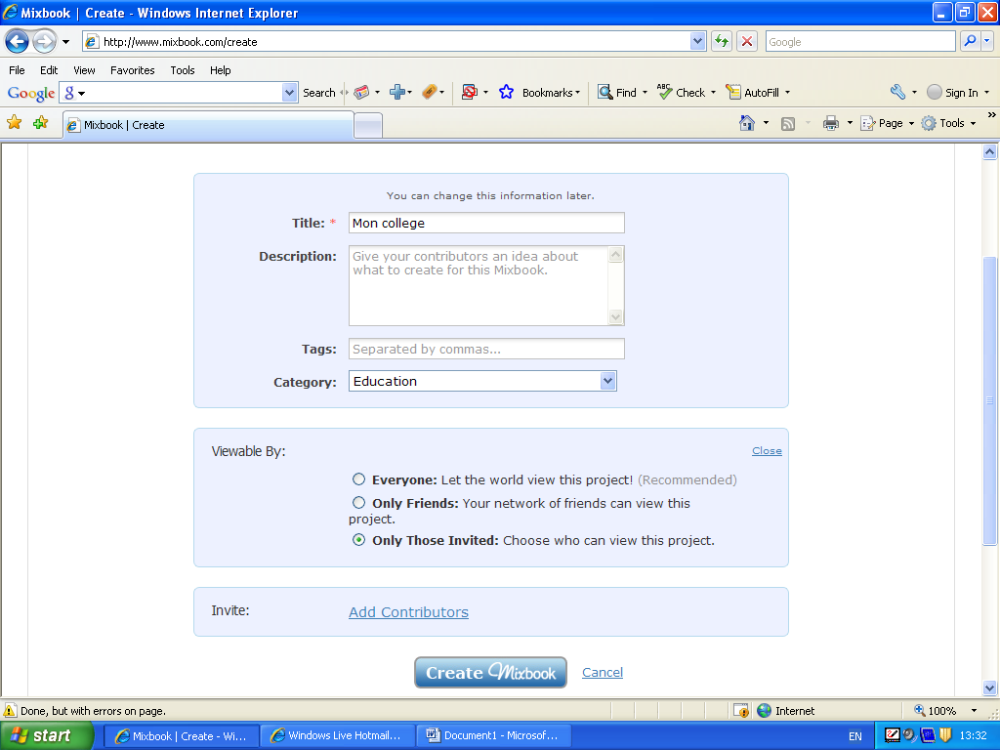 Mixbook | Create - Windows Internet Explorer
http://www.mixbook.com/create
Google
File Edit View Favorites Tools Help
Google g Search Bookmarks Find ABC Check AutoFill Sign In
Mixbook | Create Page Tools »
You can change this information later.
Title: * Mon college
Description: Give your contributors an idea about
what to create for this Mixbook.
Tags: Separated by commas...
Category: Education
Viewable By: Close
Everyone: Let the world view this project! (Recommended)
Only Friends: Your network of friends can view this
project.
Only Those Invited: Choose who can view this project.
Invite: Add Contributors
Create Mixbook Cancel
Done, but with errors on page. Internet 100%
start Mixbook | Create - Wi... Windows Live Hotmail... Document1 - Microsof... EN 13:32